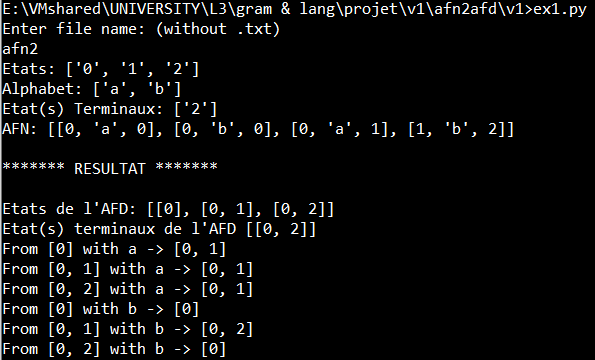 E:\VMshared\UNIVERSITY\L3\gram & lang\projet\v1\afn2afd\v1>ex1.py
Enter file name: (without .txt)
afn2
Etats: ['0', '1', '2']
Alphabet: ['a', 'b']
Etat(s) Terminaux: ['2']
AFN: [[0, 'a', 0], [0, 'b', 0], [0, 'a', 1], [1, 'b', 2]]
******* RESULTAT *******
Etats de l'AFD: [[0], [0, 1], [0, 2]]
Etat(s) terminaux de l'AFD [[0, 2]]
From [0] with a -> [0, 1]
From [0, 1] with a -> [0, 1]
From [0, 2] with a -> [0, 1]
From [0] with b -> [0]
From [0, 1] with b -> [0, 2]
From [0, 2] with b -> [0]